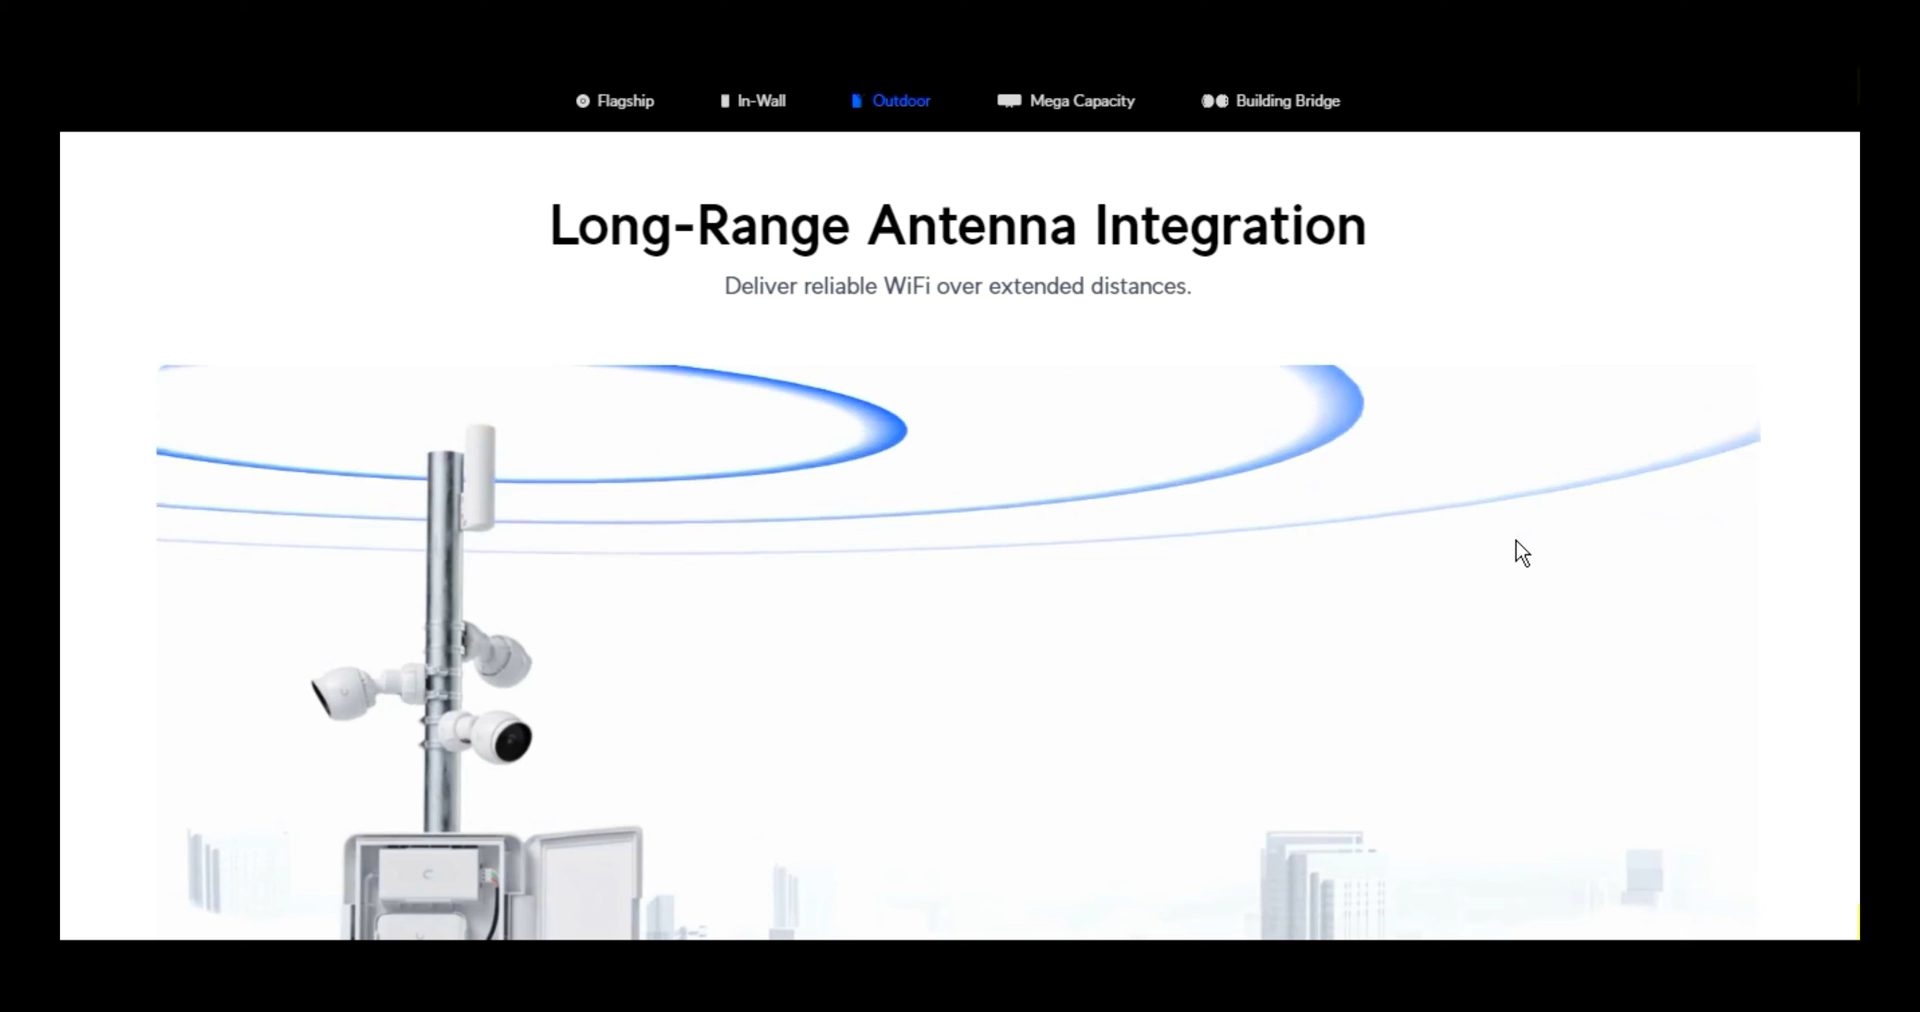 Flagship In-Wall Outdoor Mega Capacity Building Bridge
Long-Range Antenna Integration
Deliver reliable WiFi over extended distances.